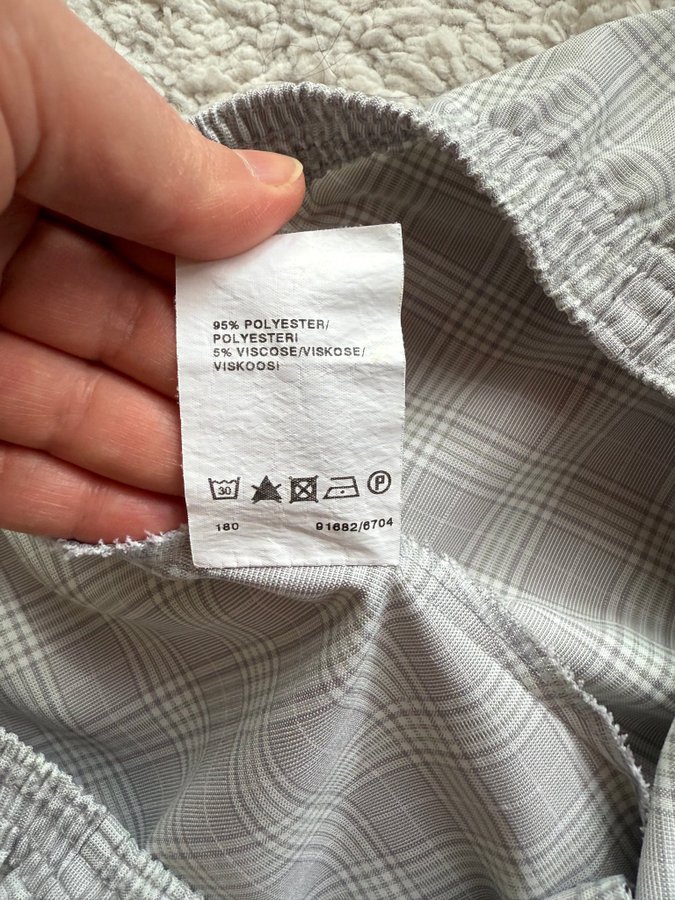 95% POLYESTER/
POLYESTERI
5% VISCOSE/VISKOSE/
VISKOOSI
30 P
180 91682/6704